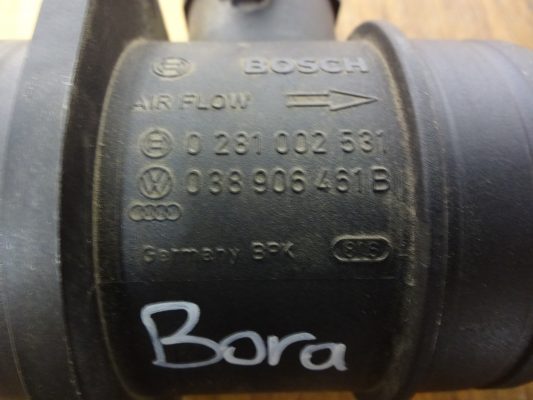 BOSCH
AIR FLOW
0 281 002 531
038 906 461 B
Germany BPK
Bora